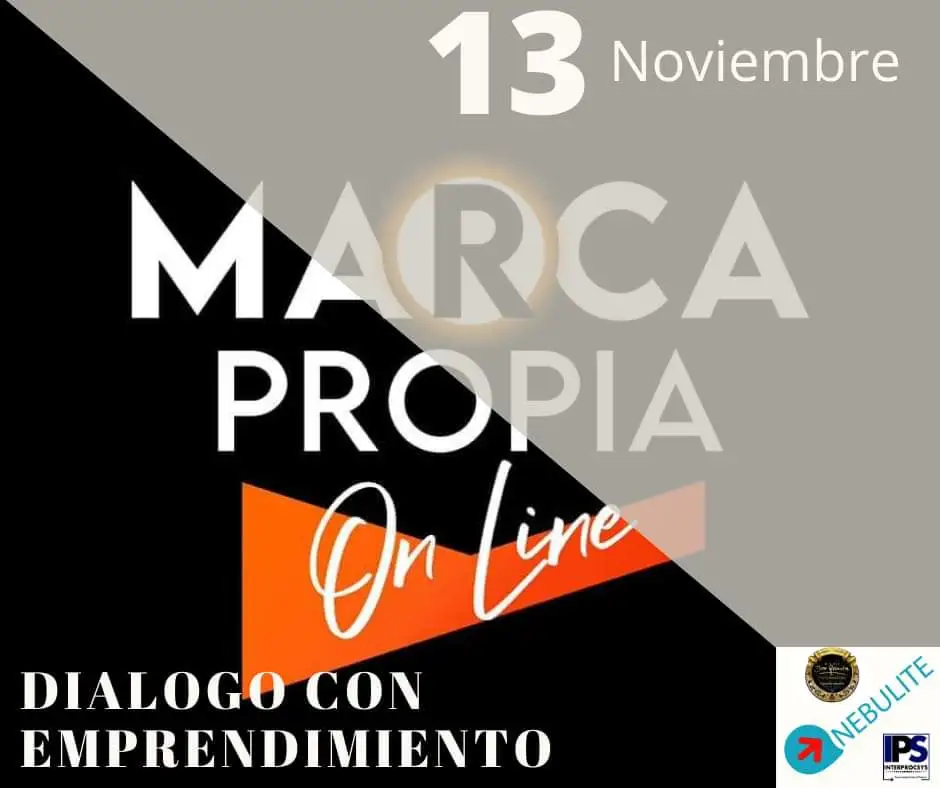 13 Noviembre
MARCA
PROPIA
On Line
DIALOGO CON
EMPRENDIMIENTO
NEBULITE
IPS
INTERPROCSYS